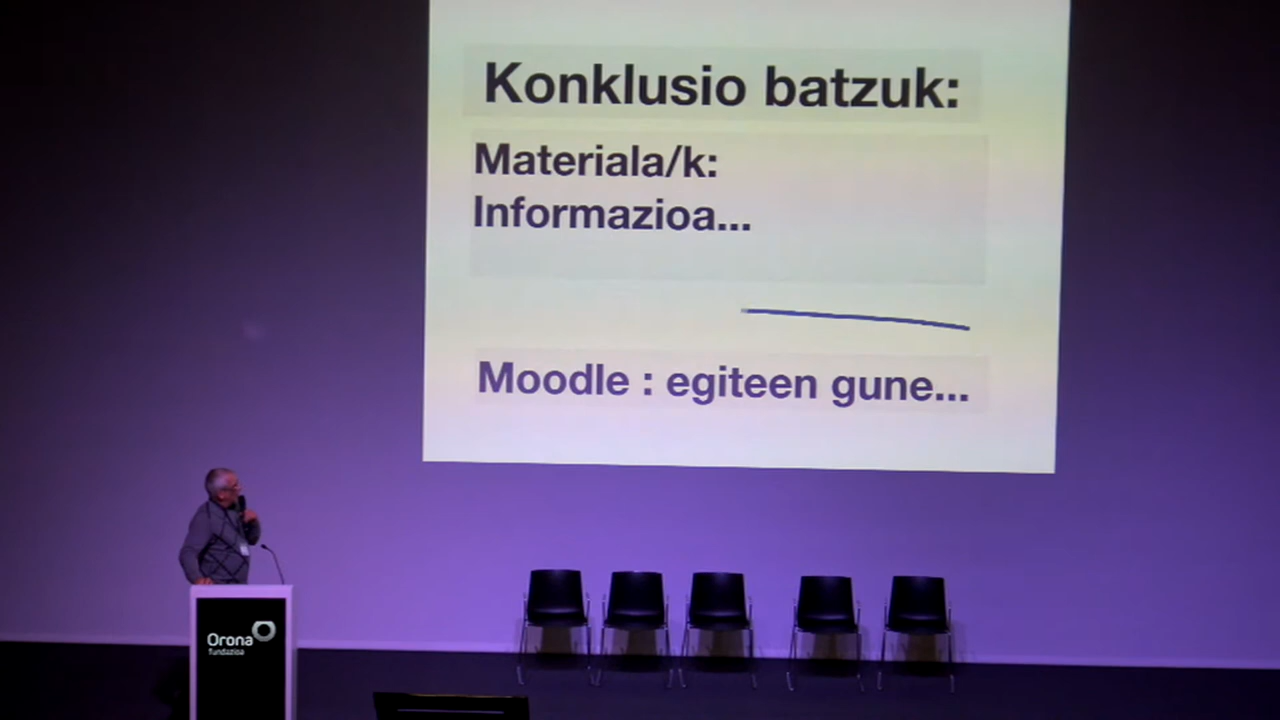 Konklusio batzuk:
Materiala/k:
Informazioa...
Moodle : egiteen gune...
Orona
fundazioa